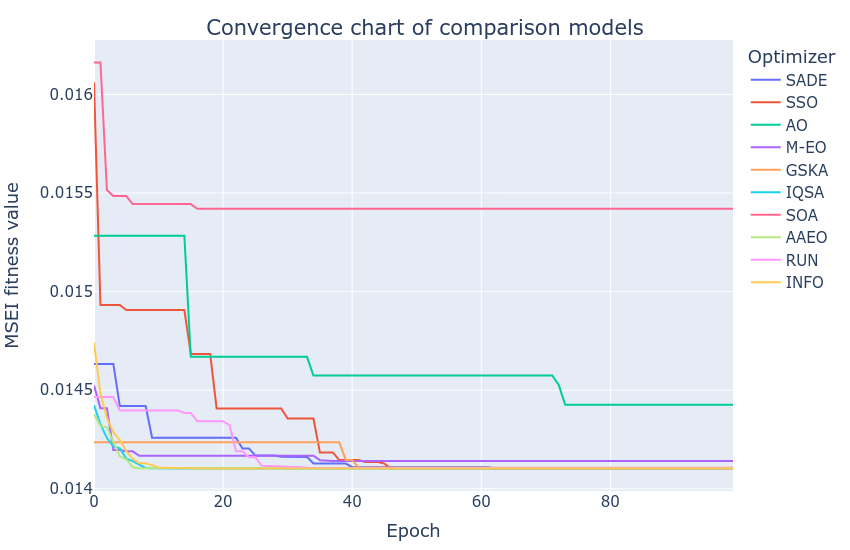 Convergence chart of comparison models
Optimizer
SADE
SSO
AO
M-EO
GSKA
IQSA
SOA
AAEO
RUN
INFO
MSEI fitness value
0.016
0.0155
0.015
0.0145
0.014
0
20
40
60
80
Epoch